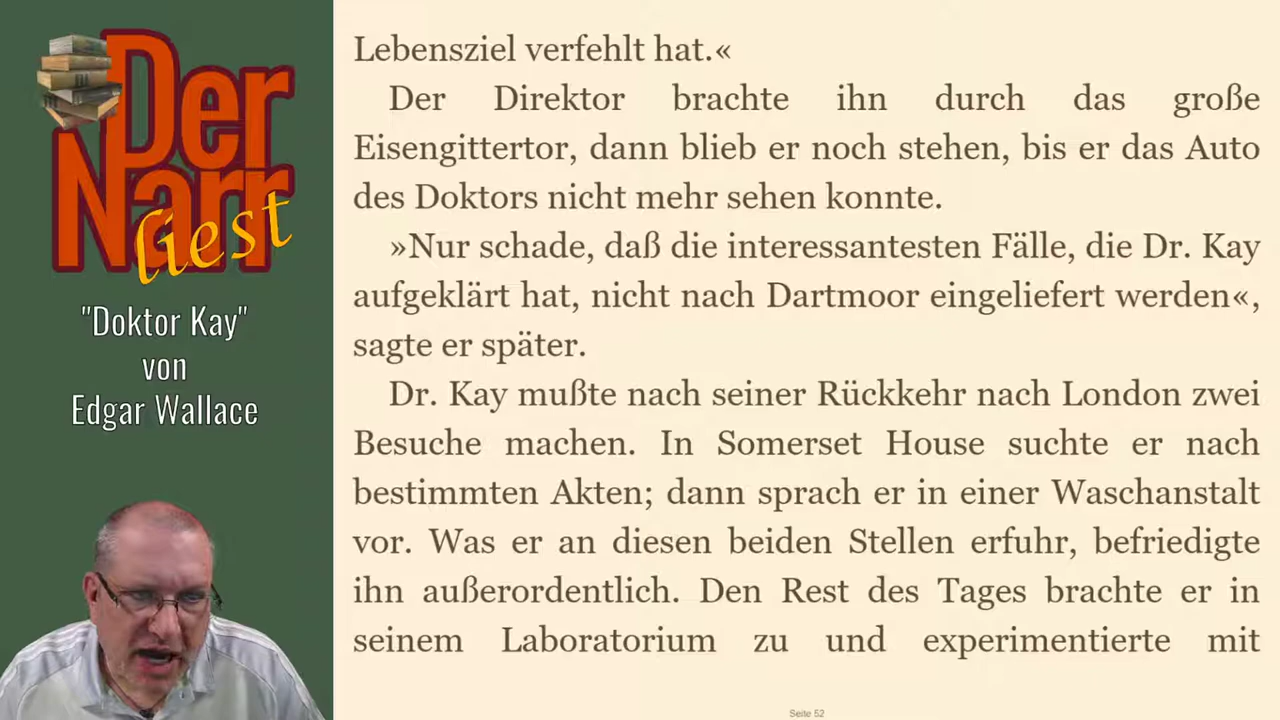 Der
Narr
liest
"Doktor Kay"
von
Edgar Wallace
Lebensziel verfehlt hat.«
Der Direktor brachte ihn durch das große
Eisengittertor, dann blieb er noch stehen, bis er das Auto
des Doktors nicht mehr sehen konnte.
»Nur schade, daß die interessantesten Fälle, die Dr. Kay
aufgeklärt hat, nicht nach Dartmoor eingeliefert werden«,
sagte er später.
Dr. Kay mußte nach seiner Rückkehr nach London zwei
Besuche machen. In Somerset House suchte er nach
bestimmten Akten; dann sprach er in einer Waschanstalt
vor. Was er an diesen beiden Stellen erfuhr, befriedigte
ihn außerordentlich. Den Rest des Tages brachte er in
seinem Laboratorium zu und experimentierte mit
Seite 52